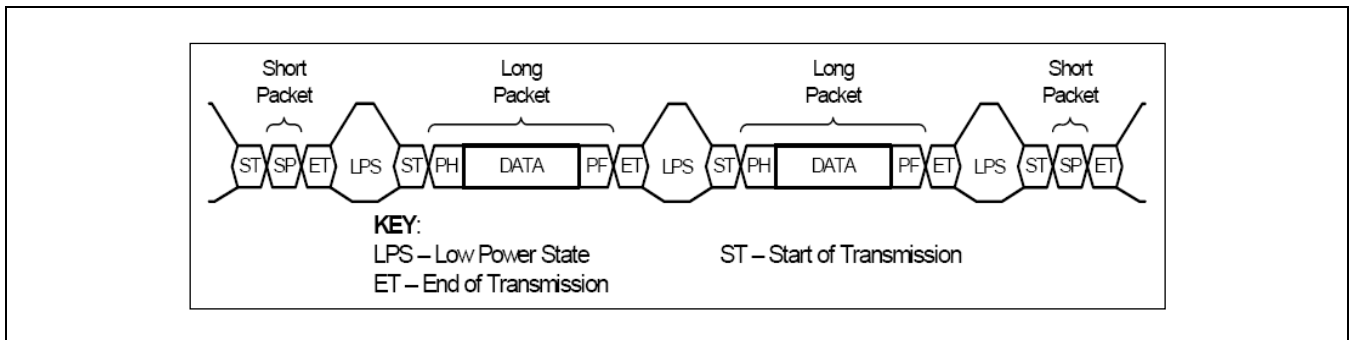 Short Packet
Long Packet
Long Packet
Short Packet
ST SP ET LPS ST PH DATA PF ET LPS ST PH DATA PF ET LPS ST SP ET
KEY:
LPS – Low Power State ST – Start of Transmission
ET – End of Transmission